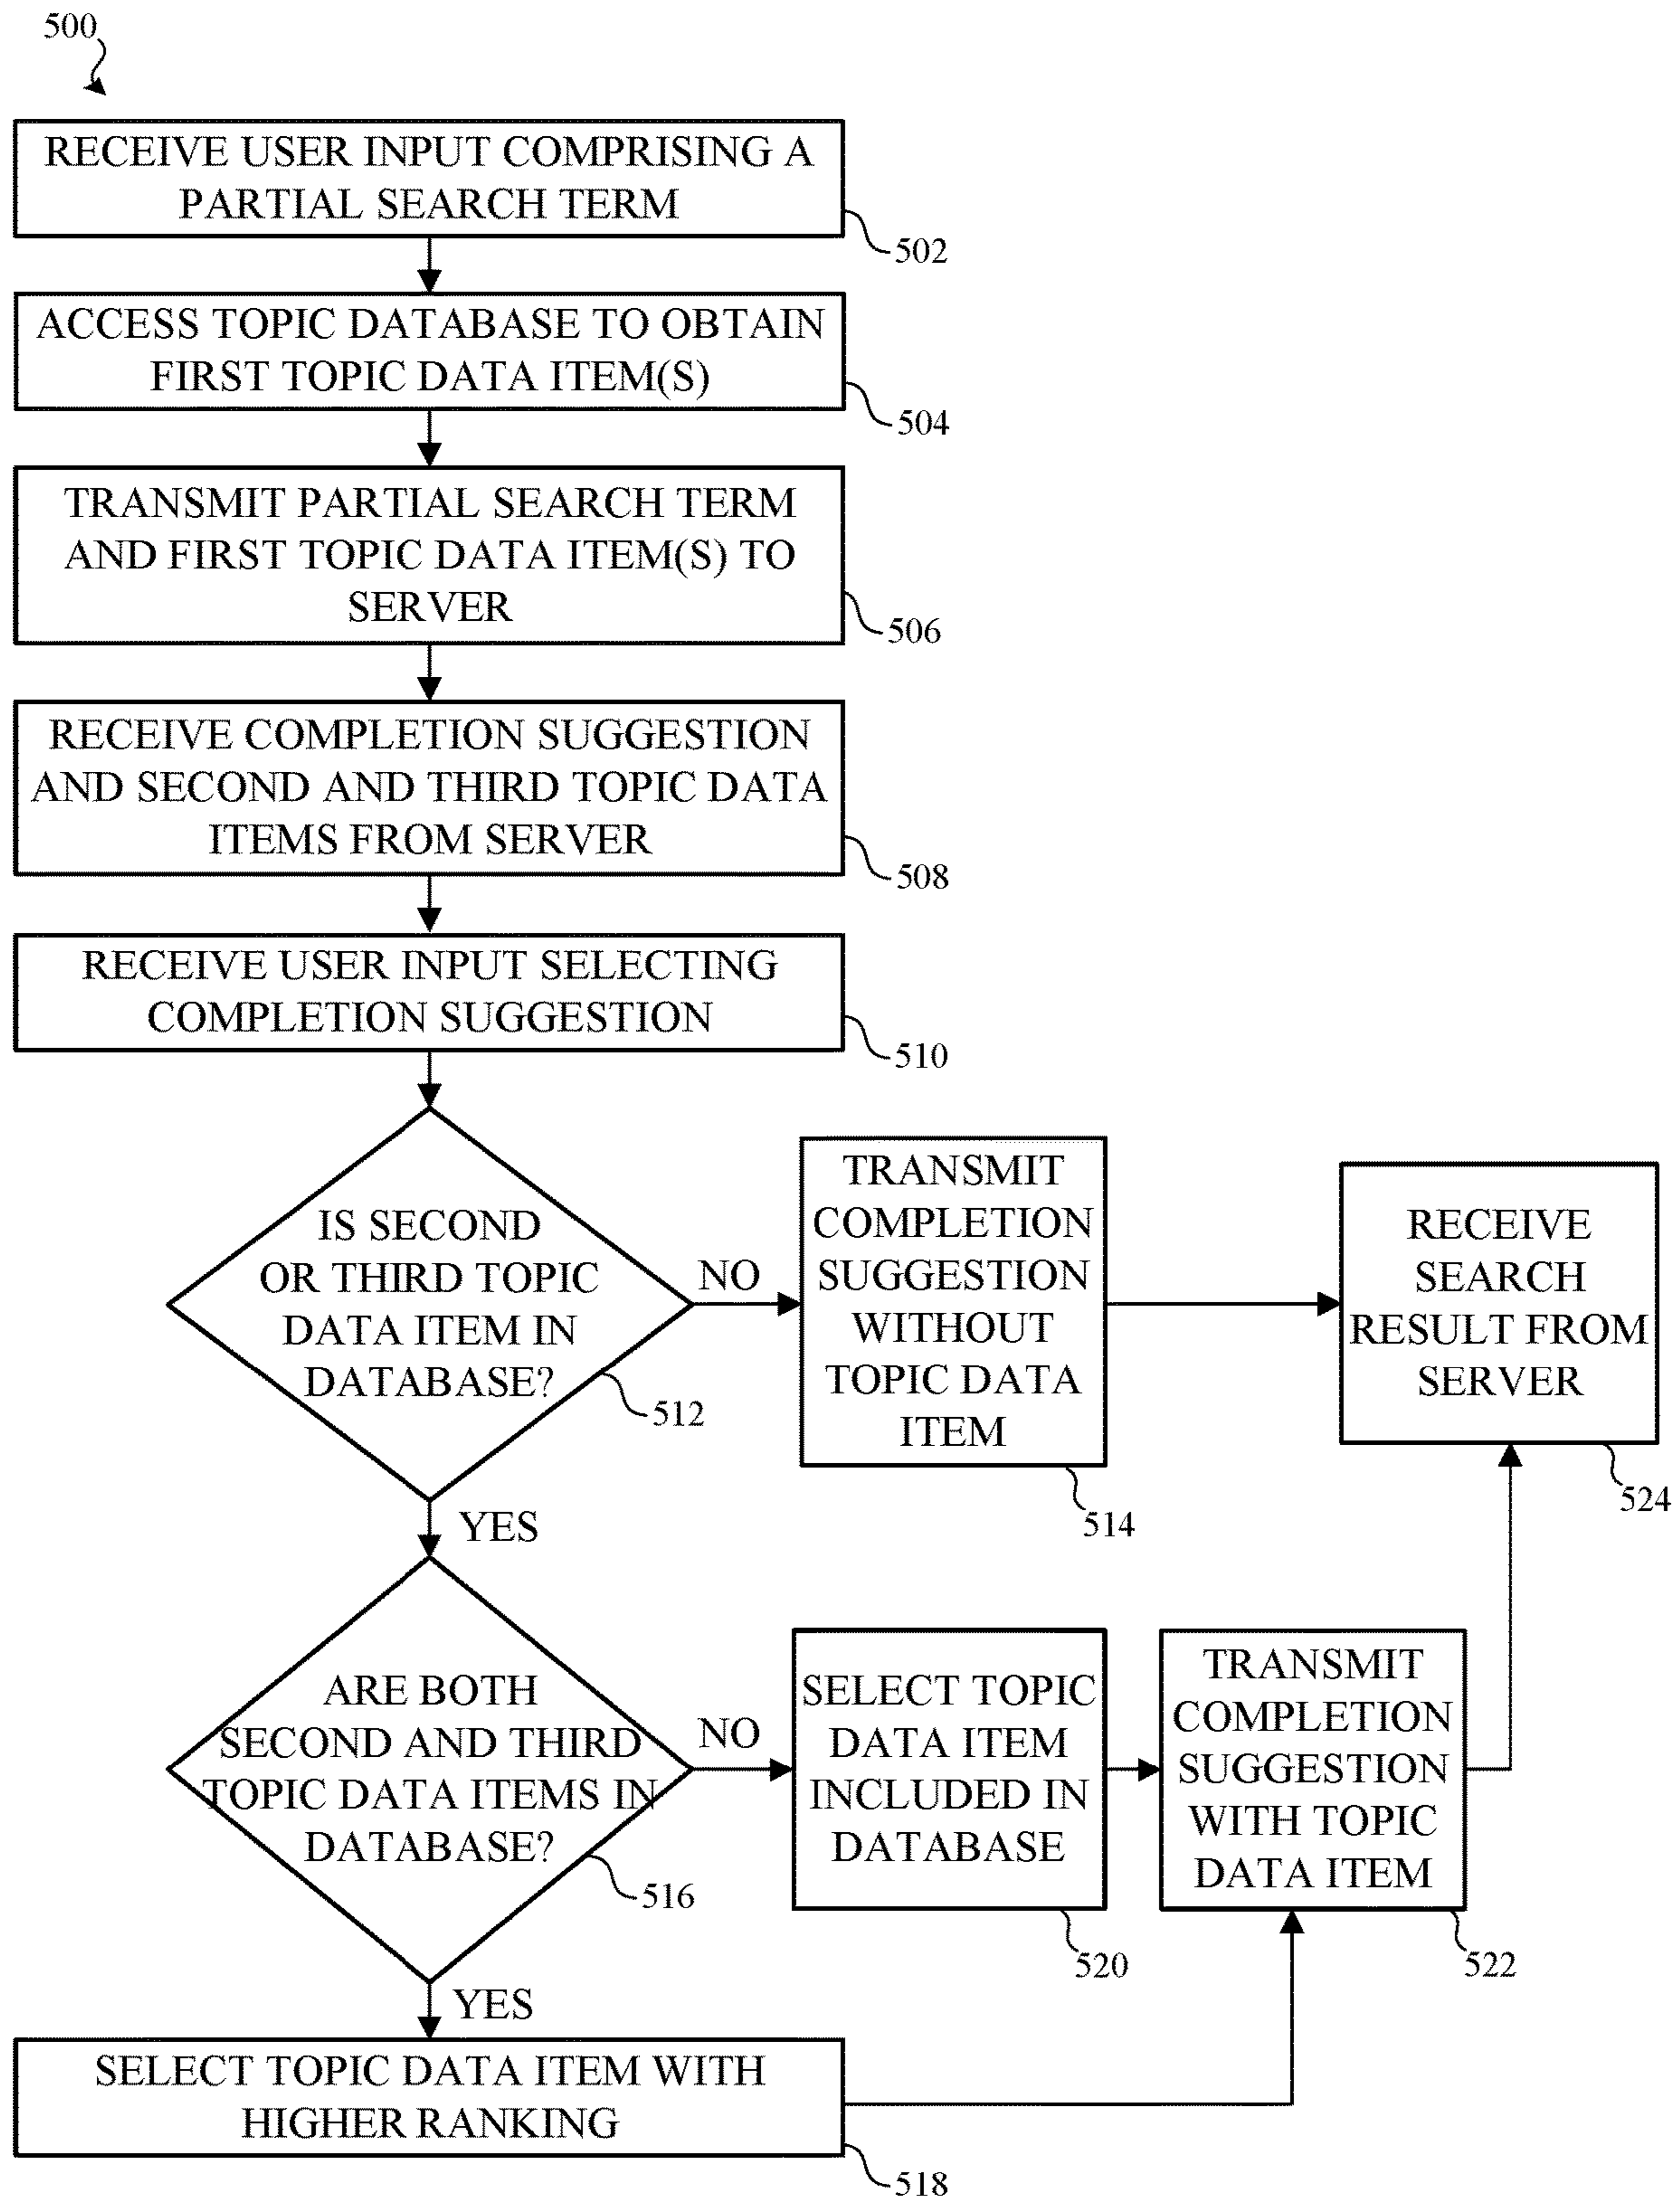 500
RECEIVE USER INPUT COMPRISING A
PARTIAL SEARCH TERM
502
ACCESS TOPIC DATABASE TO OBTAIN
FIRST TOPIC DATA ITEM(S)
504
TRANSMIT PARTIAL SEARCH TERM
AND FIRST TOPIC DATA ITEM(S) TO
SERVER
506
RECEIVE COMPLETION SUGGESTION
AND SECOND AND THIRD TOPIC DATA
ITEMS FROM SERVER
508
RECEIVE USER INPUT SELECTING
COMPLETION SUGGESTION
510
IS SECOND
OR THIRD TOPIC
DATA ITEM IN
DATABASE?
512
NO
TRANSMIT
COMPLETION
SUGGESTION
WITHOUT
TOPIC DATA
ITEM
514
RECEIVE
SEARCH
RESULT FROM
SERVER
524
YES
ARE BOTH
SECOND AND THIRD
TOPIC DATA ITEMS IN
DATABASE?
516
NO
SELECT TOPIC
DATA ITEM
INCLUDED IN
DATABASE
520
TRANSMIT
COMPLETION
SUGGESTION
WITH TOPIC
DATA ITEM
522
YES
SELECT TOPIC DATA ITEM WITH
HIGHER RANKING
518